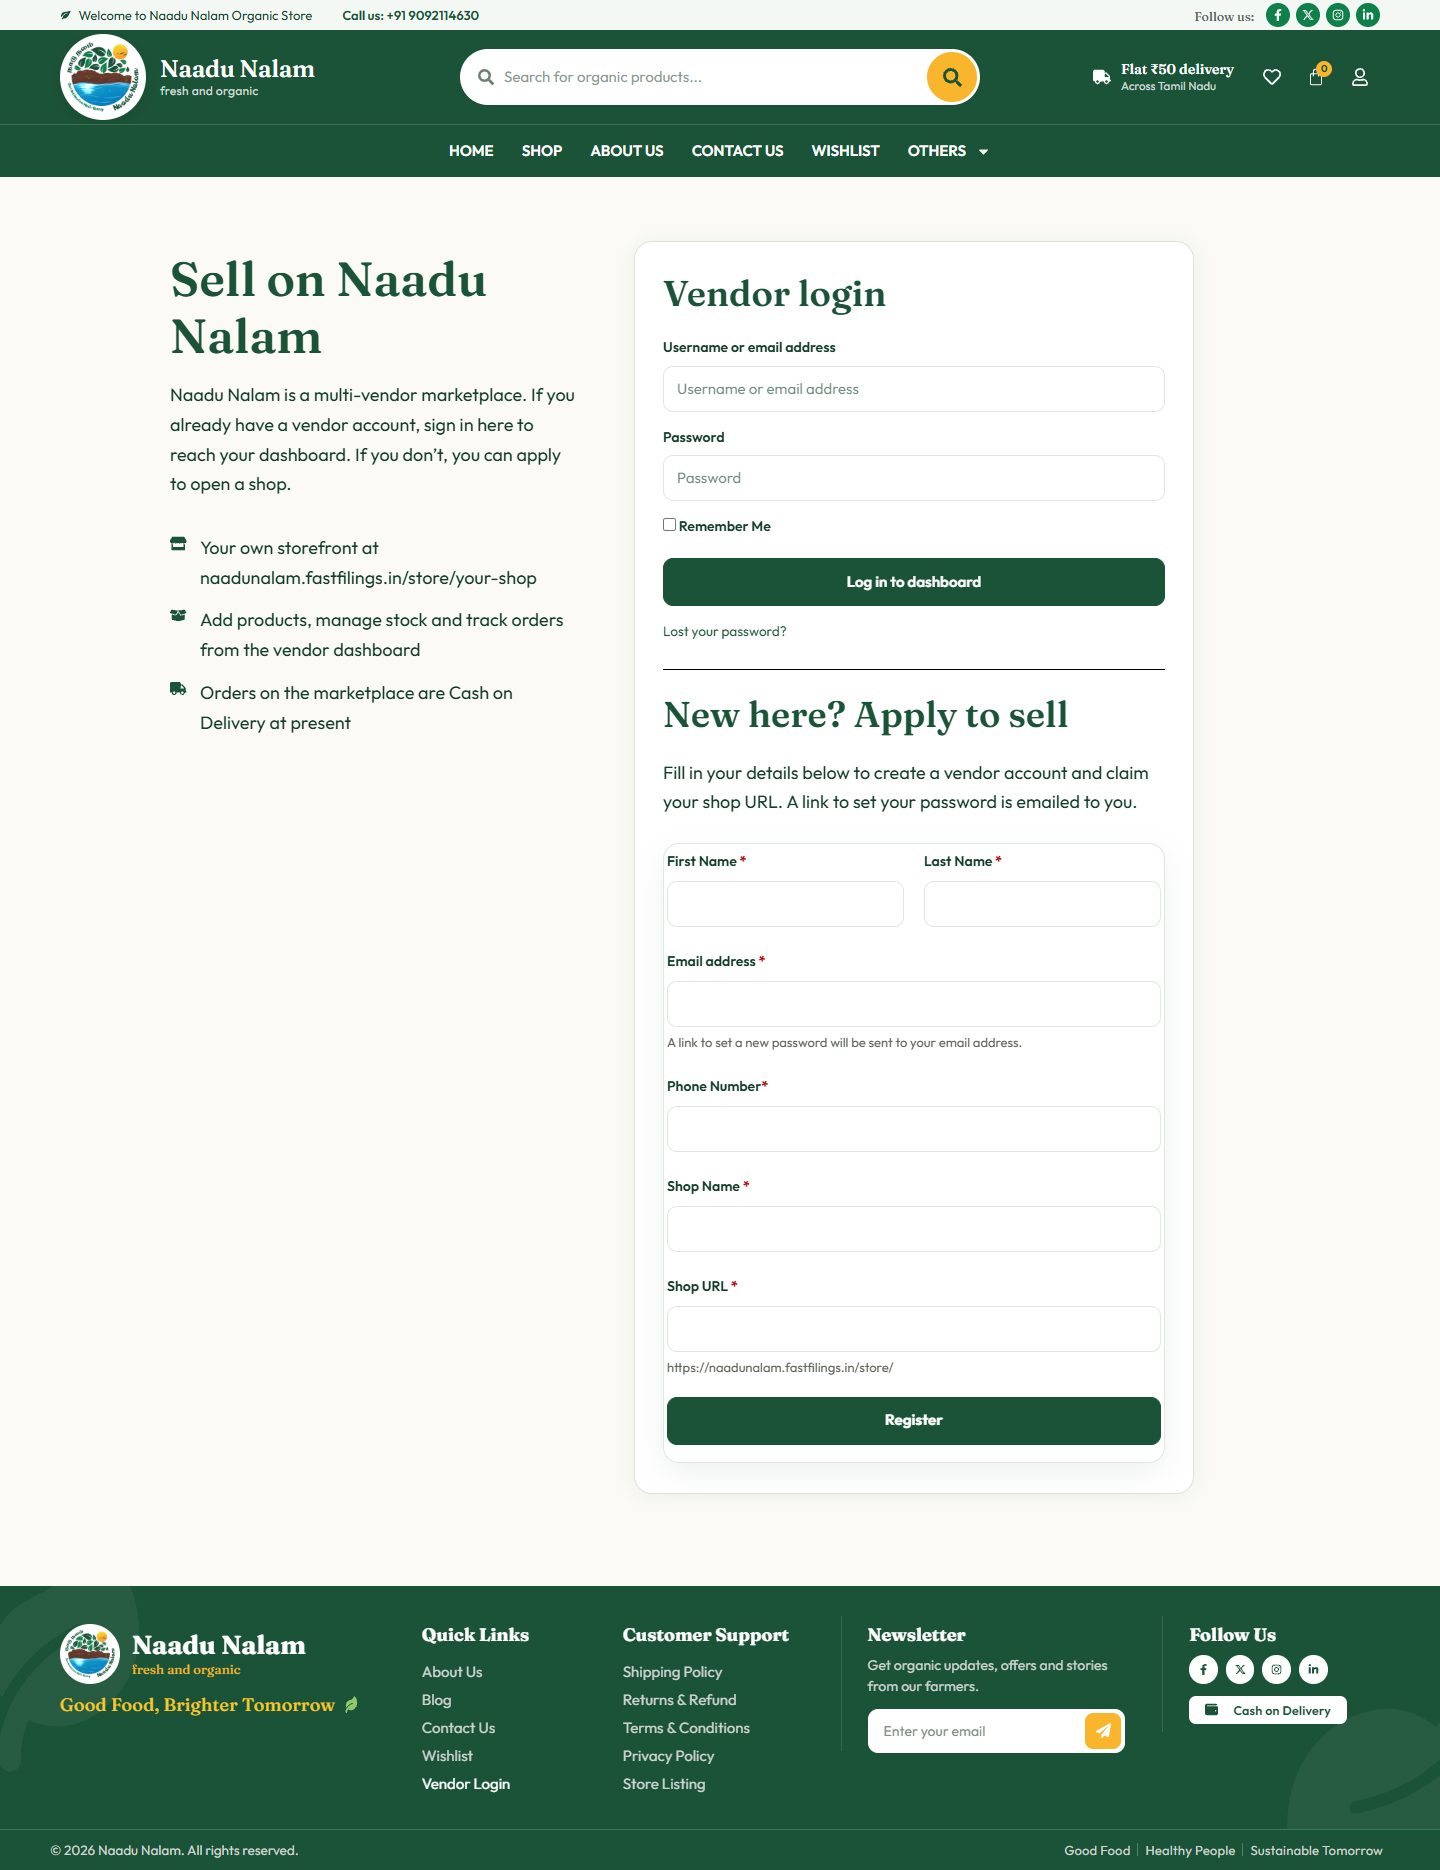 Welcome to Naadu Nalam Organic Store
Call us: +91 9092114630
Follow us:
Naadu Nalam
fresh and organic
Search for organic products...
Flat ₹50 delivery
Across Tamil Nadu
0
HOME
SHOP
ABOUT US
CONTACT US
WISHLIST
OTHERS
Sell on Naadu
Nalam
Naadu Nalam is a multi-vendor marketplace. If you
already have a vendor account, sign in here to
reach your dashboard. If you don’t, you can apply
to open a shop.
Your own storefront at
naadunalam.fastfilings.in/store/your-shop
Add products, manage stock and track orders
from the vendor dashboard
Orders on the marketplace are Cash on
Delivery at present
Vendor login
Username or email address
Username or email address
Password
Password
Remember Me
Log in to dashboard
Lost your password?
New here? Apply to sell
Fill in your details below to create a vendor account and claim
your shop URL. A link to set your password is emailed to you.
First Name *
Last Name *
Email address *
A link to set a new password will be sent to your email address.
Phone Number*
Shop Name *
Shop URL *
https://naadunalam.fastfilings.in/store/
Register
Naadu Nalam
fresh and organic
Good Food, Brighter Tomorrow
Quick Links
About Us
Blog
Contact Us
Wishlist
Vendor Login
Customer Support
Shipping Policy
Returns & Refund
Terms & Conditions
Privacy Policy
Store Listing
Newsletter
Get organic updates, offers and stories
from our farmers.
Enter your email
Follow Us
Cash on Delivery
© 2026 Naadu Nalam. All rights reserved.
Good Food
Healthy People
Sustainable Tomorrow